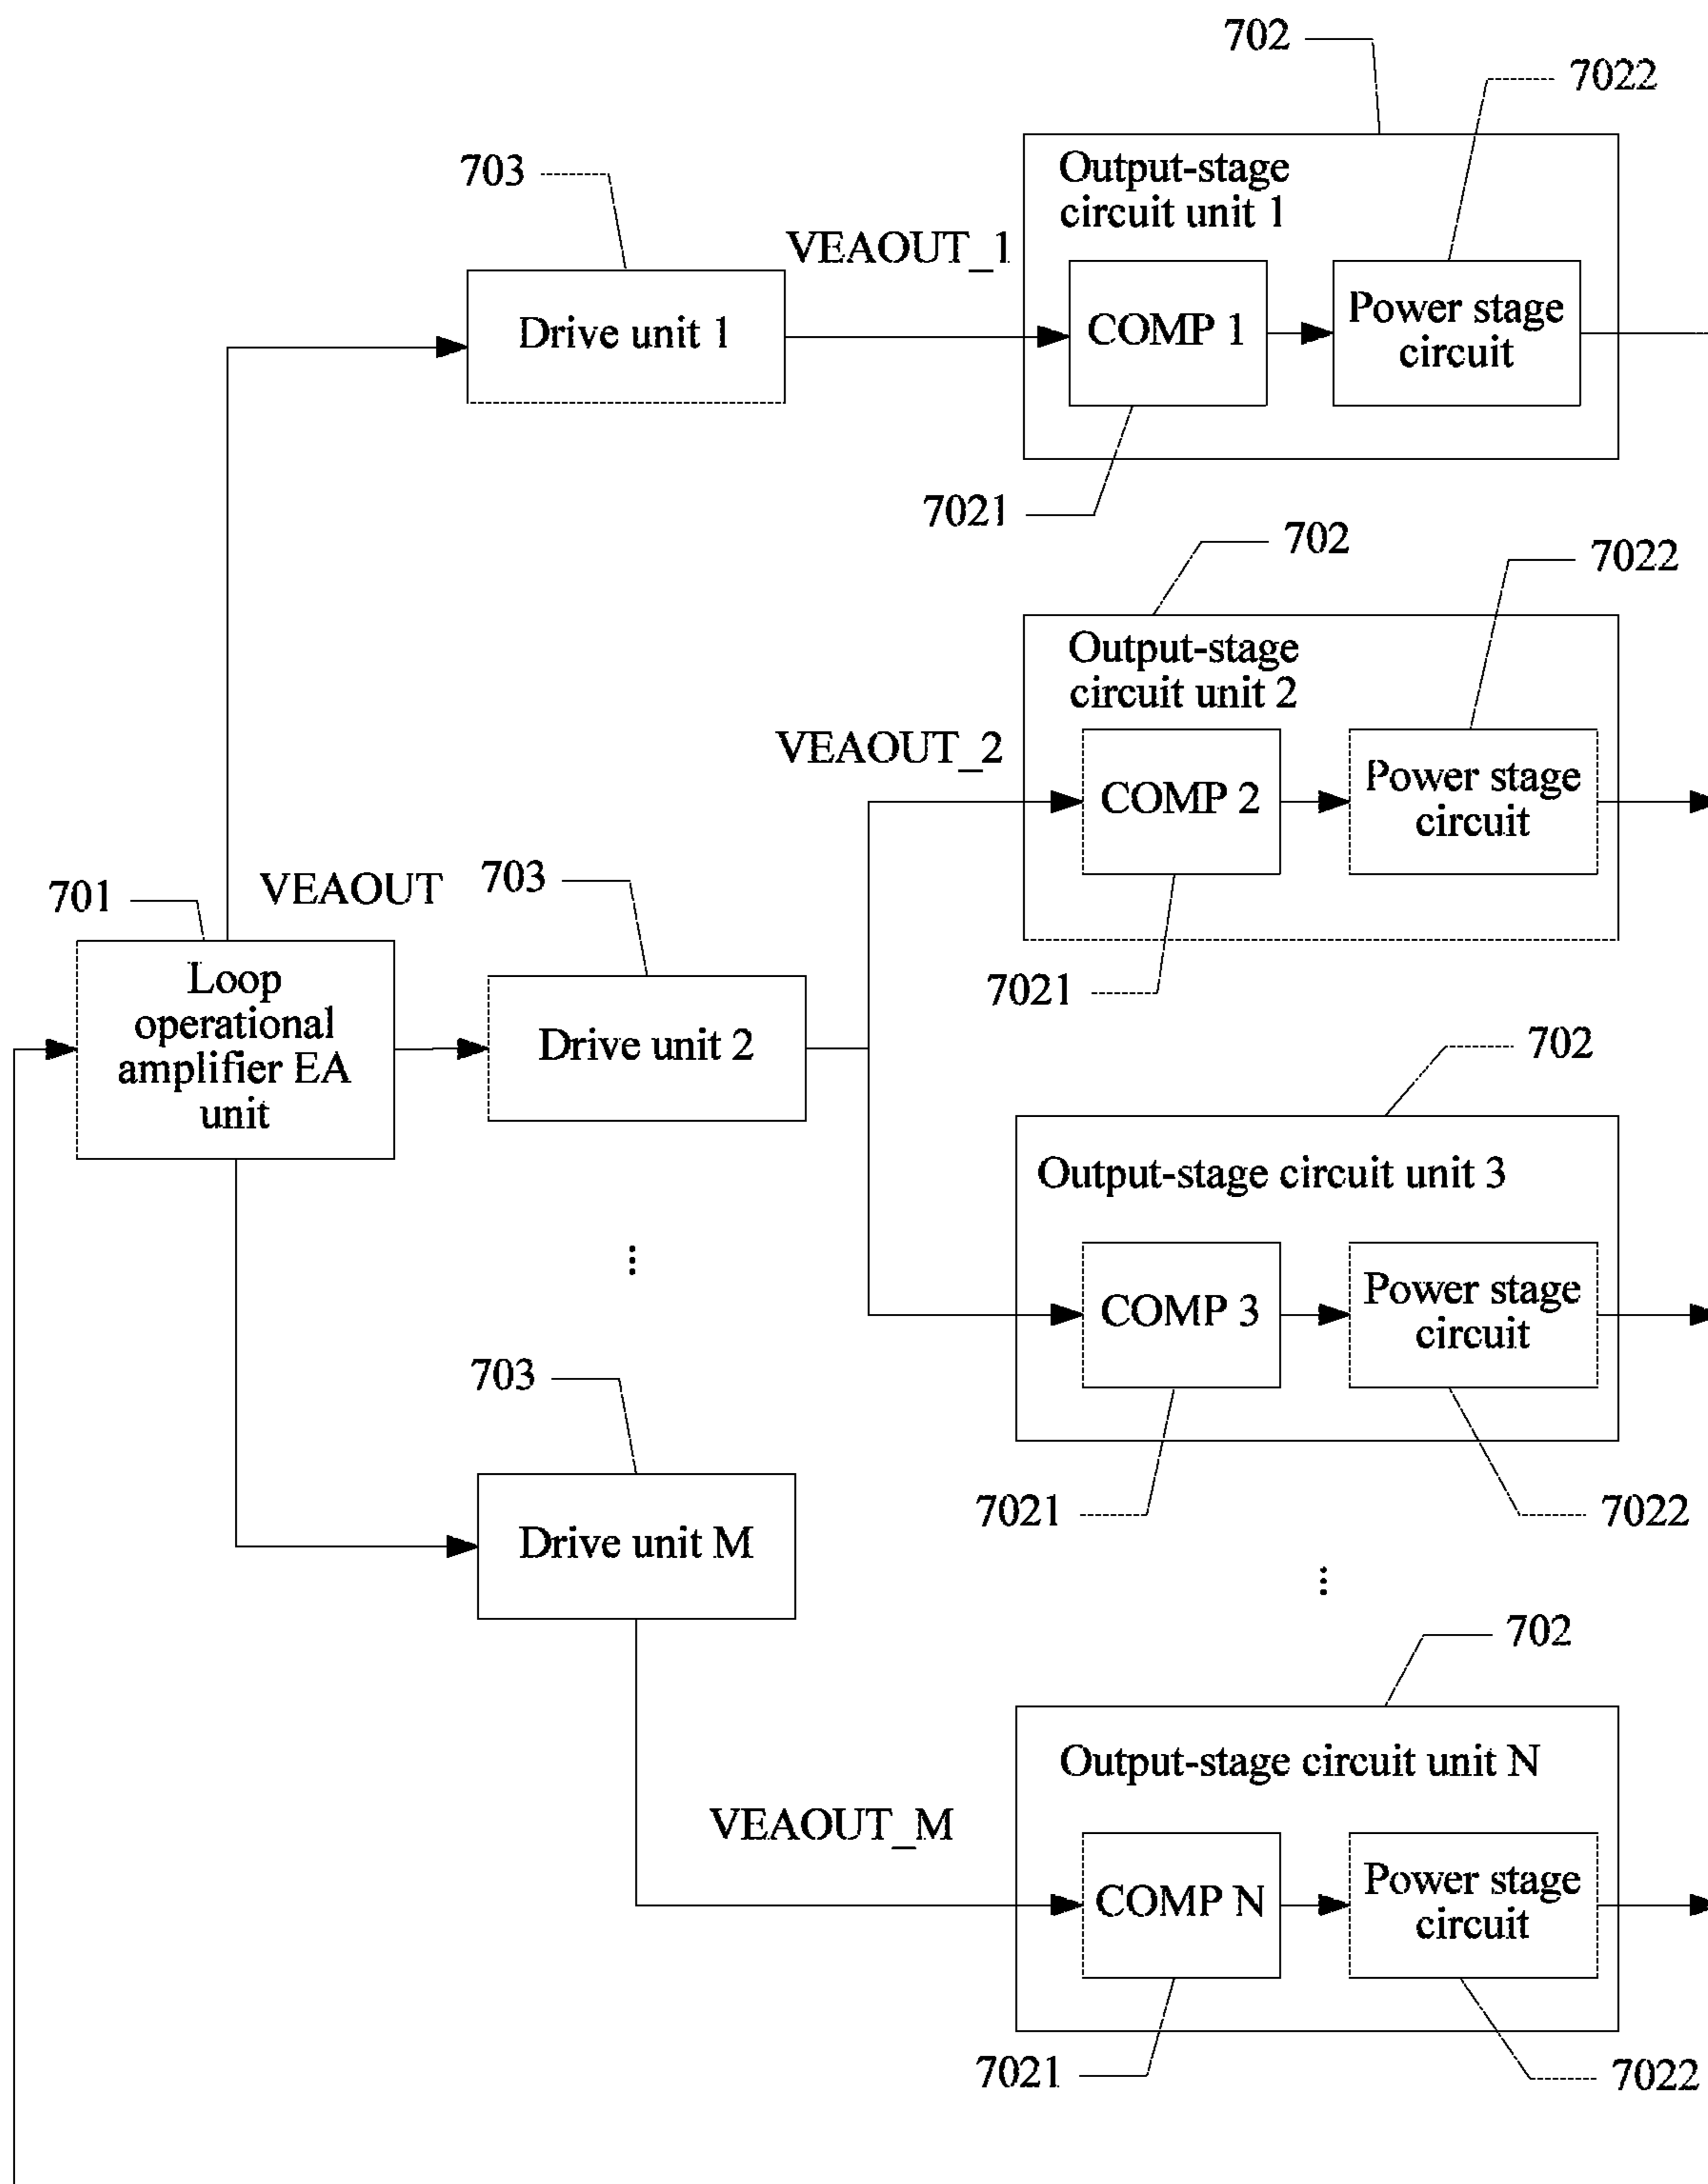 702
7022
703
Output-stage
circuit unit 1
VEAOUT_1
Drive unit 1
COMP 1
Power stage
circuit
7021
702
7022
Output-stage
circuit unit 2
VEAOUT_2
COMP 2
Power stage
circuit
701
VEAOUT
703
Loop
operational
amplifier EA
unit
7021
Drive unit 2
702
Output-stage circuit unit 3
...
COMP 3
Power stage
circuit
703
7021
7022
Drive unit M
...
702
Output-stage circuit unit N
VEAOUT_M
COMP N
Power stage
circuit
7021
7022